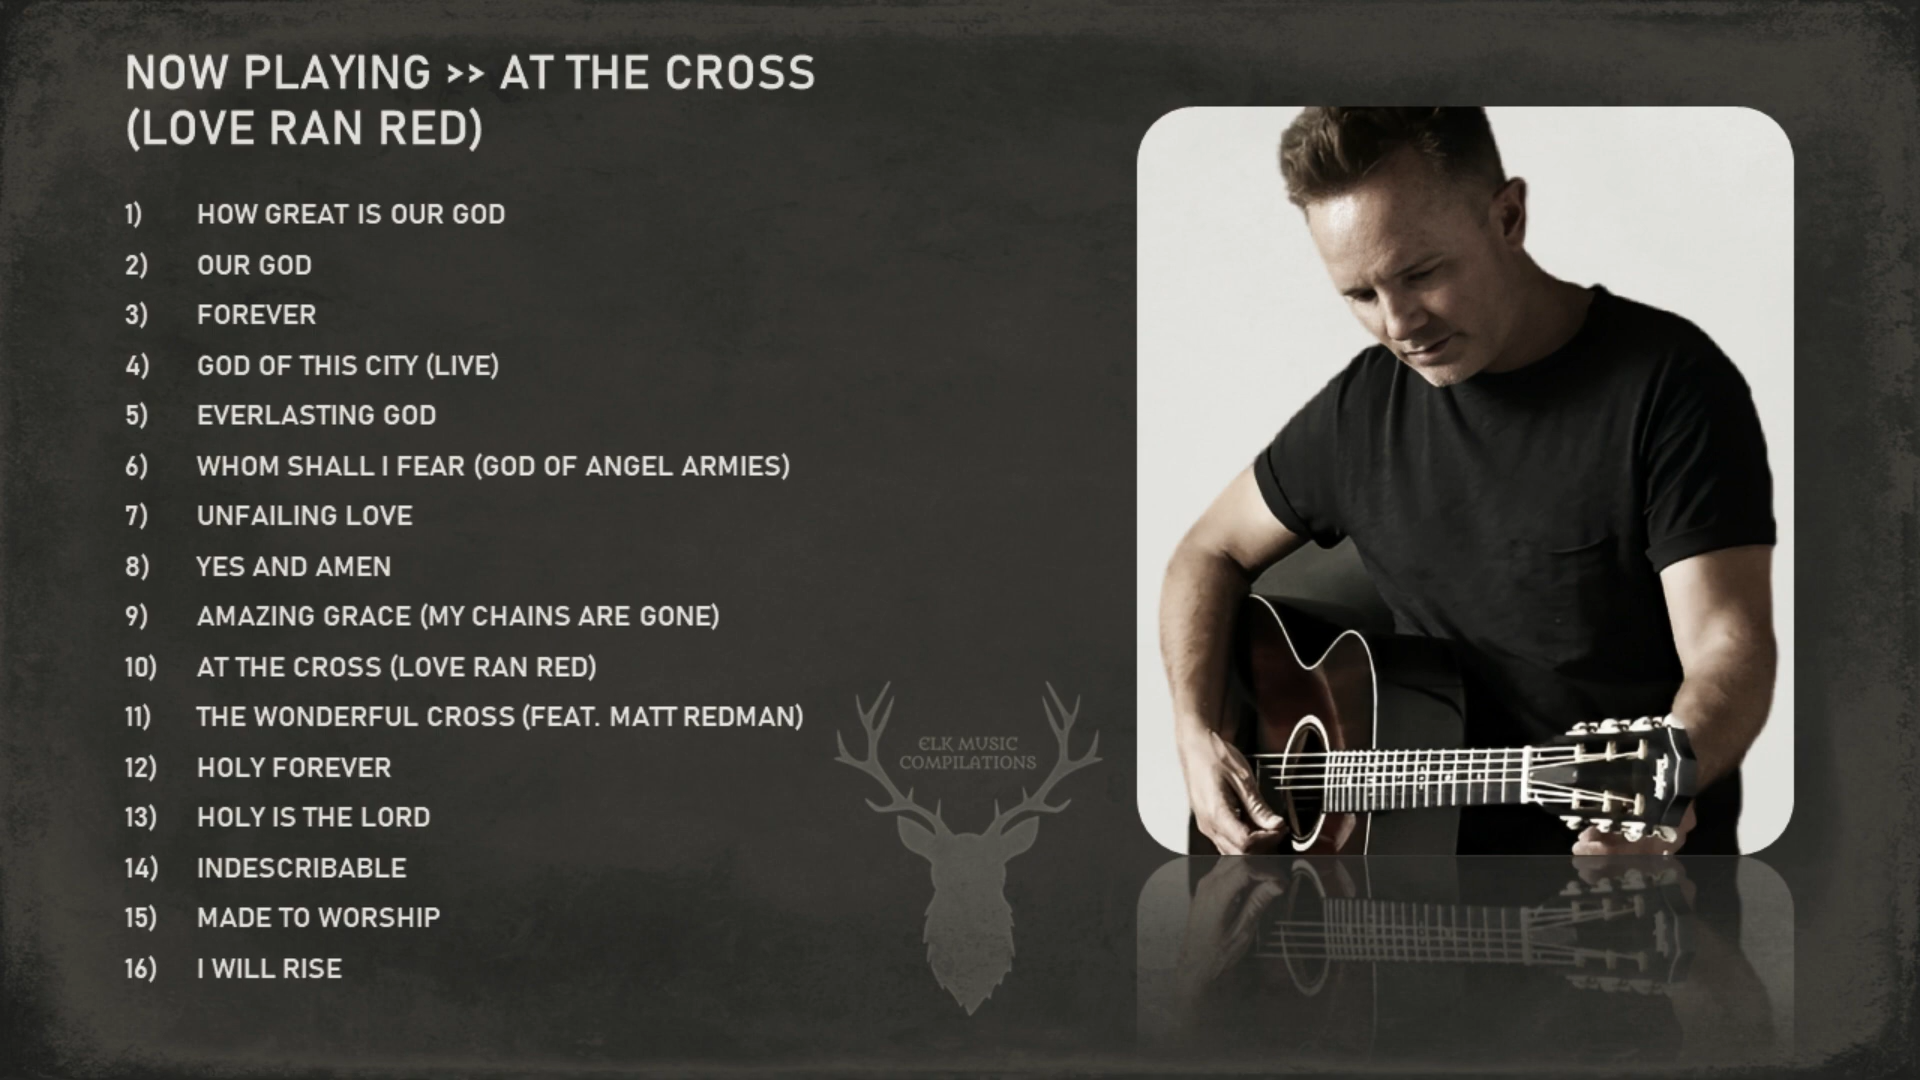 NOW PLAYING >> AT THE CROSS
(LOVE RAN RED)
1) HOW GREAT IS OUR GOD
2) OUR GOD
3) FOREVER
4) GOD OF THIS CITY (LIVE)
5) EVERLASTING GOD
6) WHOM SHALL I FEAR (GOD OF ANGEL ARMIES)
7) UNFAILING LOVE
8) YES AND AMEN
9) AMAZING GRACE (MY CHAINS ARE GONE)
10) AT THE CROSS (LOVE RAN RED)
11) THE WONDERFUL CROSS (FEAT. MATT REDMAN)
12) HOLY FOREVER
13) HOLY IS THE LORD
14) INDESCRIBABLE
15) MADE TO WORSHIP
16) I WILL RISE
ELK MUSIC
COMPILATIONS